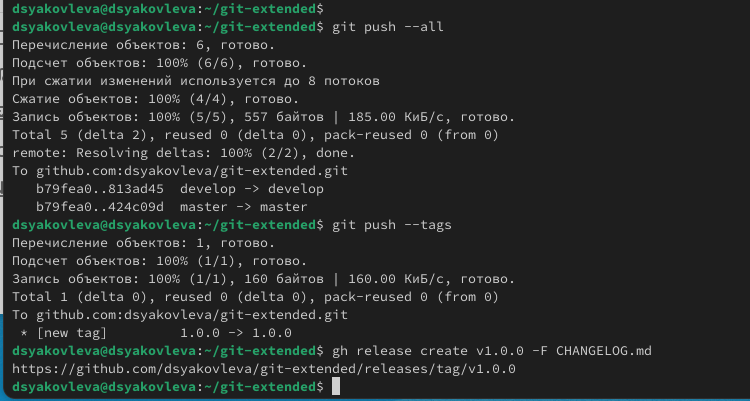 dsyakovleva@dsyakovleva:~/git-extended$
dsyakovleva@dsyakovleva:~/git-extended$ git push --all
Перечисление объектов: 6, готово.
Подсчет объектов: 100% (6/6), готово.
При сжатии изменений используется до 8 потоков
Сжатие объектов: 100% (4/4), готово.
Запись объектов: 100% (5/5), 557 байтов | 185.00 КиБ/с, готово.
Total 5 (delta 2), reused 0 (delta 0), pack-reused 0 (from 0)
remote: Resolving deltas: 100% (2/2), done.
To github.com:dsyakovleva/git-extended.git
   b79fea0..813ad45  develop -> develop
   b79fea0..424c09d  master -> master
dsyakovleva@dsyakovleva:~/git-extended$ git push --tags
Перечисление объектов: 1, готово.
Подсчет объектов: 100% (1/1), готово.
Запись объектов: 100% (1/1), 160 байтов | 160.00 КиБ/с, готово.
Total 1 (delta 0), reused 0 (delta 0), pack-reused 0 (from 0)
To github.com:dsyakovleva/git-extended.git
 * [new tag]         1.0.0 -> 1.0.0
dsyakovleva@dsyakovleva:~/git-extended$ gh release create v1.0.0 -F CHANGELOG.md
https://github.com/dsyakovleva/git-extended/releases/tag/v1.0.0
dsyakovleva@dsyakovleva:~/git-extended$